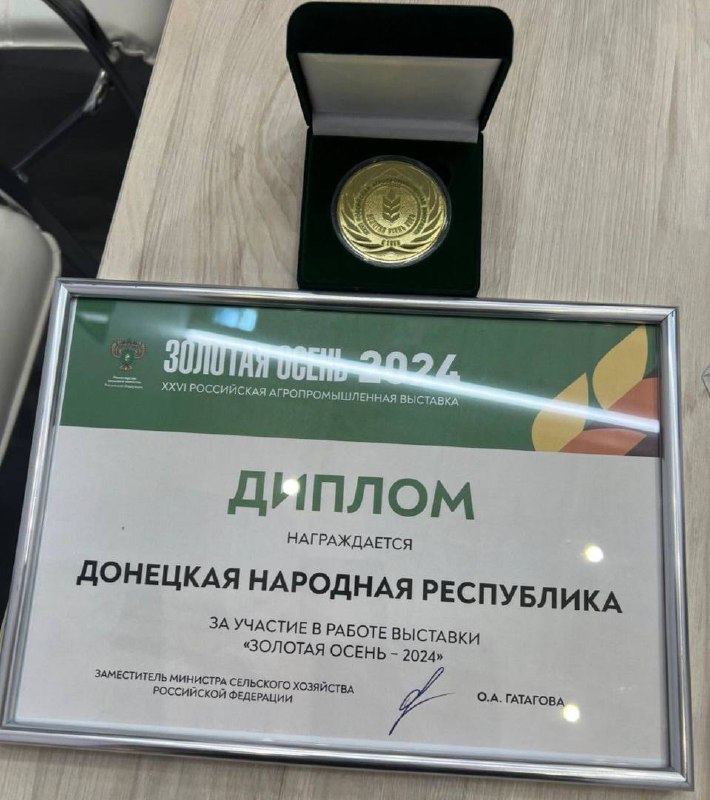 ЗОЛОТАЯ ОСЕНЬ 2024
XXVI РОССИЙСКАЯ АГРОПРОМЫШЛЕННАЯ ВЫСТАВКА
ДИПЛОМ
НАГРАЖДАЕТСЯ
ДОНЕЦКАЯ НАРОДНАЯ РЕСПУБЛИКА
ЗА УЧАСТИЕ В РАБОТЕ ВЫСТАВКИ
«ЗОЛОТАЯ ОСЕНЬ – 2024»
ЗАМЕСТИТЕЛЬ МИНИСТРА СЕЛЬСКОГО ХОЗЯЙСТВА
РОССИЙСКОЙ ФЕДЕРАЦИИ
О.А. ГАТАГОВА